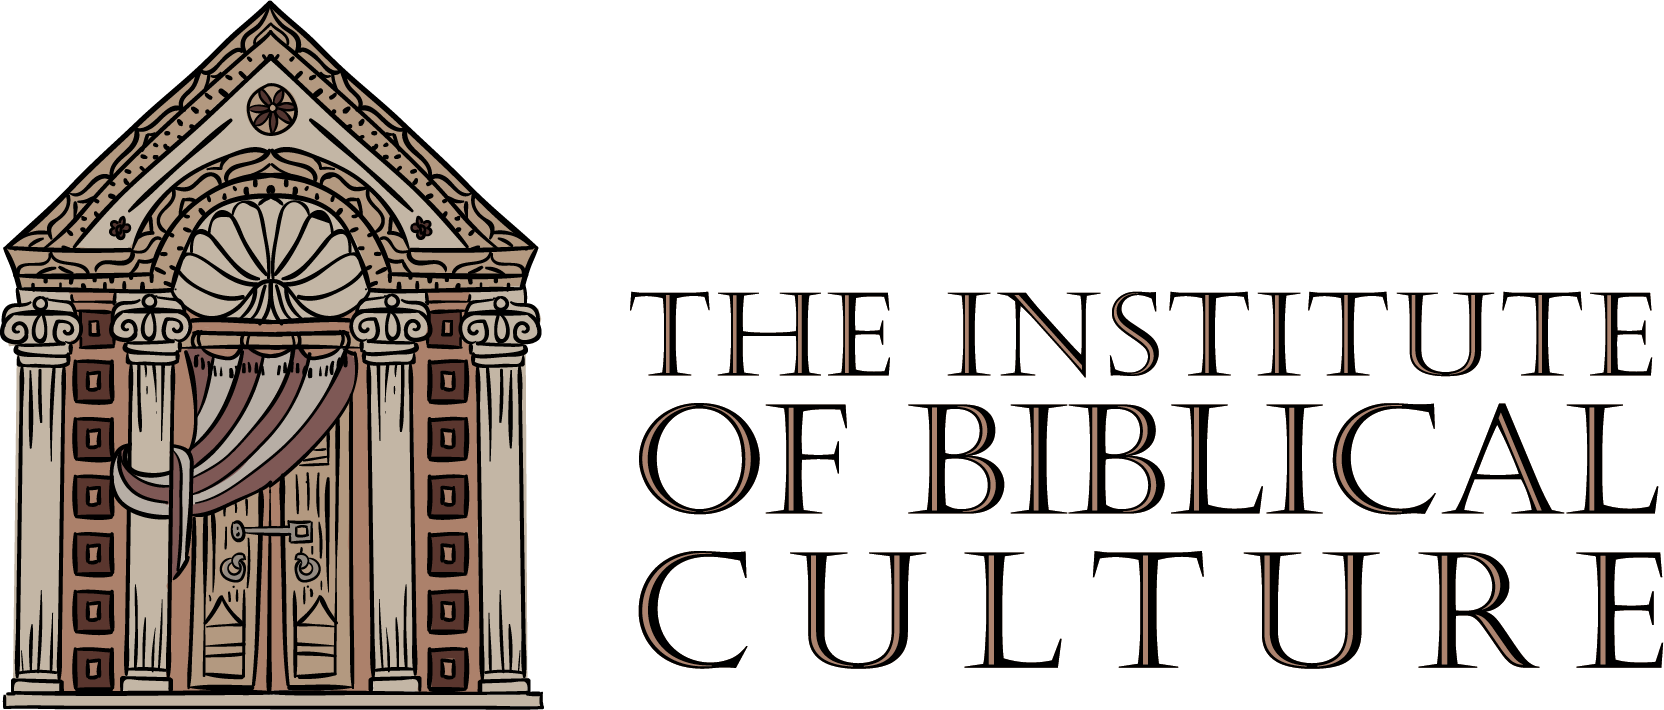 THE INSTITUTE
OF BIBLICAL
CULTURE